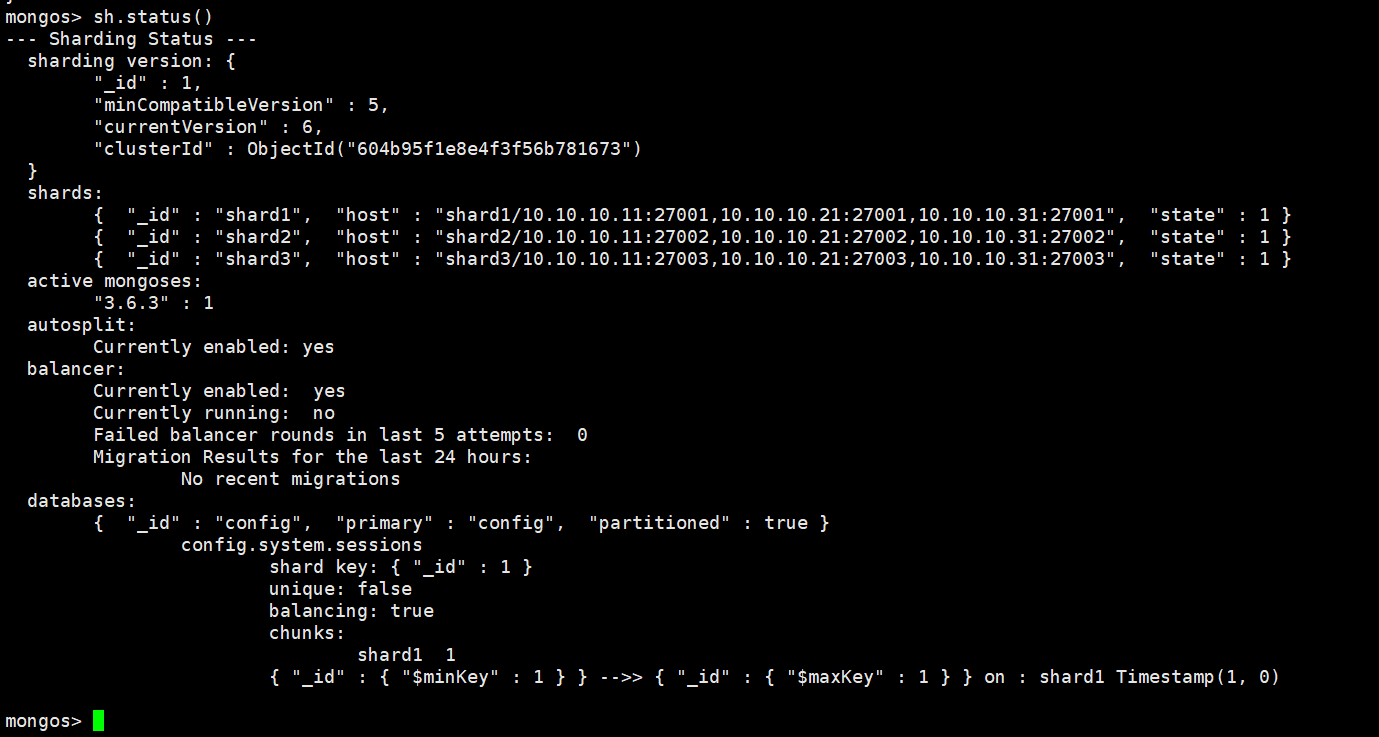 mongos> sh.status()
--- Sharding Status ---
  sharding version: {
        "_id" : 1,
        "minCompatibleVersion" : 5,
        "currentVersion" : 6,
        "clusterId" : ObjectId("604b95f1e8e4f3f56b781673")
  }
  shards:
        {  "_id" : "shard1",  "host" : "shard1/10.10.10.11:27001,10.10.10.21:27001,10.10.10.31:27001",  "state" : 1 }
        {  "_id" : "shard2",  "host" : "shard2/10.10.10.11:27002,10.10.10.21:27002,10.10.10.31:27002",  "state" : 1 }
        {  "_id" : "shard3",  "host" : "shard3/10.10.10.11:27003,10.10.10.21:27003,10.10.10.31:27003",  "state" : 1 }
  active mongoses:
        "3.6.3" : 1
  autosplit:
        Currently enabled: yes
  balancer:
        Currently enabled:  yes
        Currently running:  no
        Failed balancer rounds in last 5 attempts:  0
        Migration Results for the last 24 hours:
                No recent migrations
  databases:
        {  "_id" : "config",  "primary" : "config",  "partitioned" : true }
                config.system.sessions
                        shard key: { "_id" : 1 }
                        unique: false
                        balancing: true
                        chunks:
                                shard1  1
                        { "_id" : { "$minKey" : 1 } } -->> { "_id" : { "$maxKey" : 1 } } on : shard1 Timestamp(1, 0)
mongos>